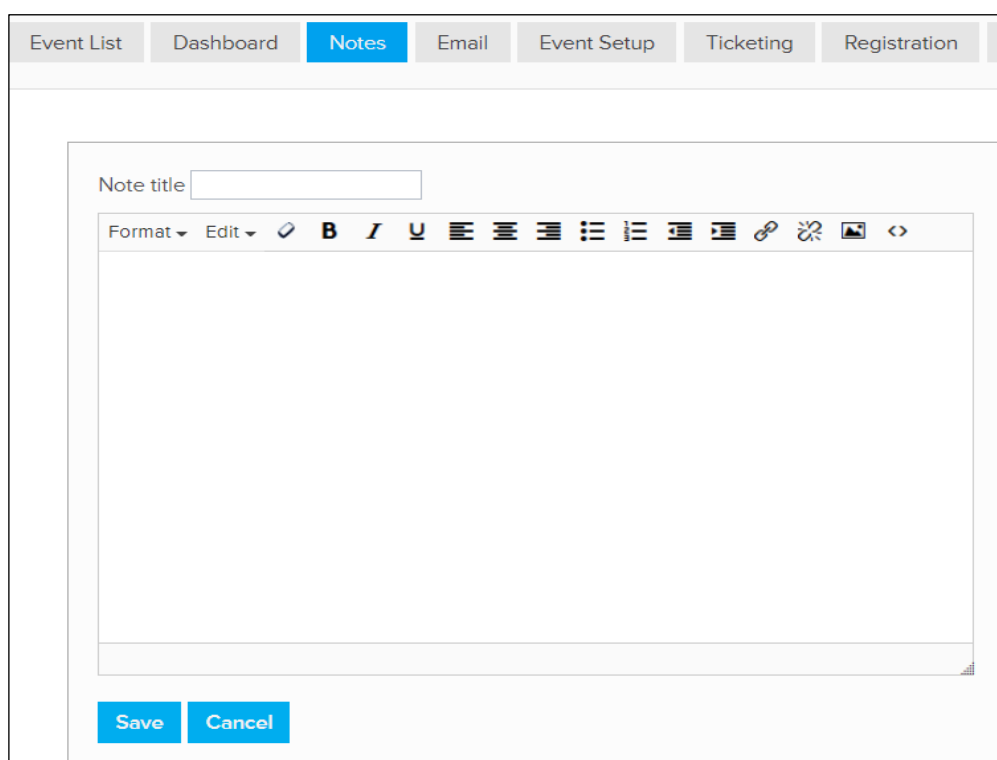 Event List Dashboard Notes Email Event Setup Ticketing Registration
Note title
Format Edit B I U <>
Save Cancel